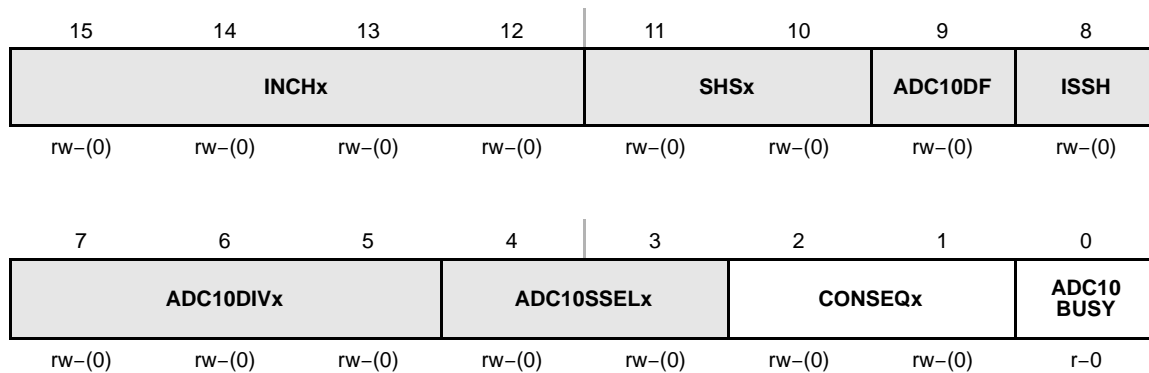 15 14 13 12 11 10 9 8
INCHx SHSx ADC10DF ISSH
rw−(0) rw−(0) rw−(0) rw−(0) rw−(0) rw−(0) rw−(0) rw−(0)
7 6 5 4 3 2 1 0
ADC10DIVx ADC10SSELx CONSEQx ADC10
BUSY
rw−(0) rw−(0) rw−(0) rw−(0) rw−(0) rw−(0) rw−(0) r−0